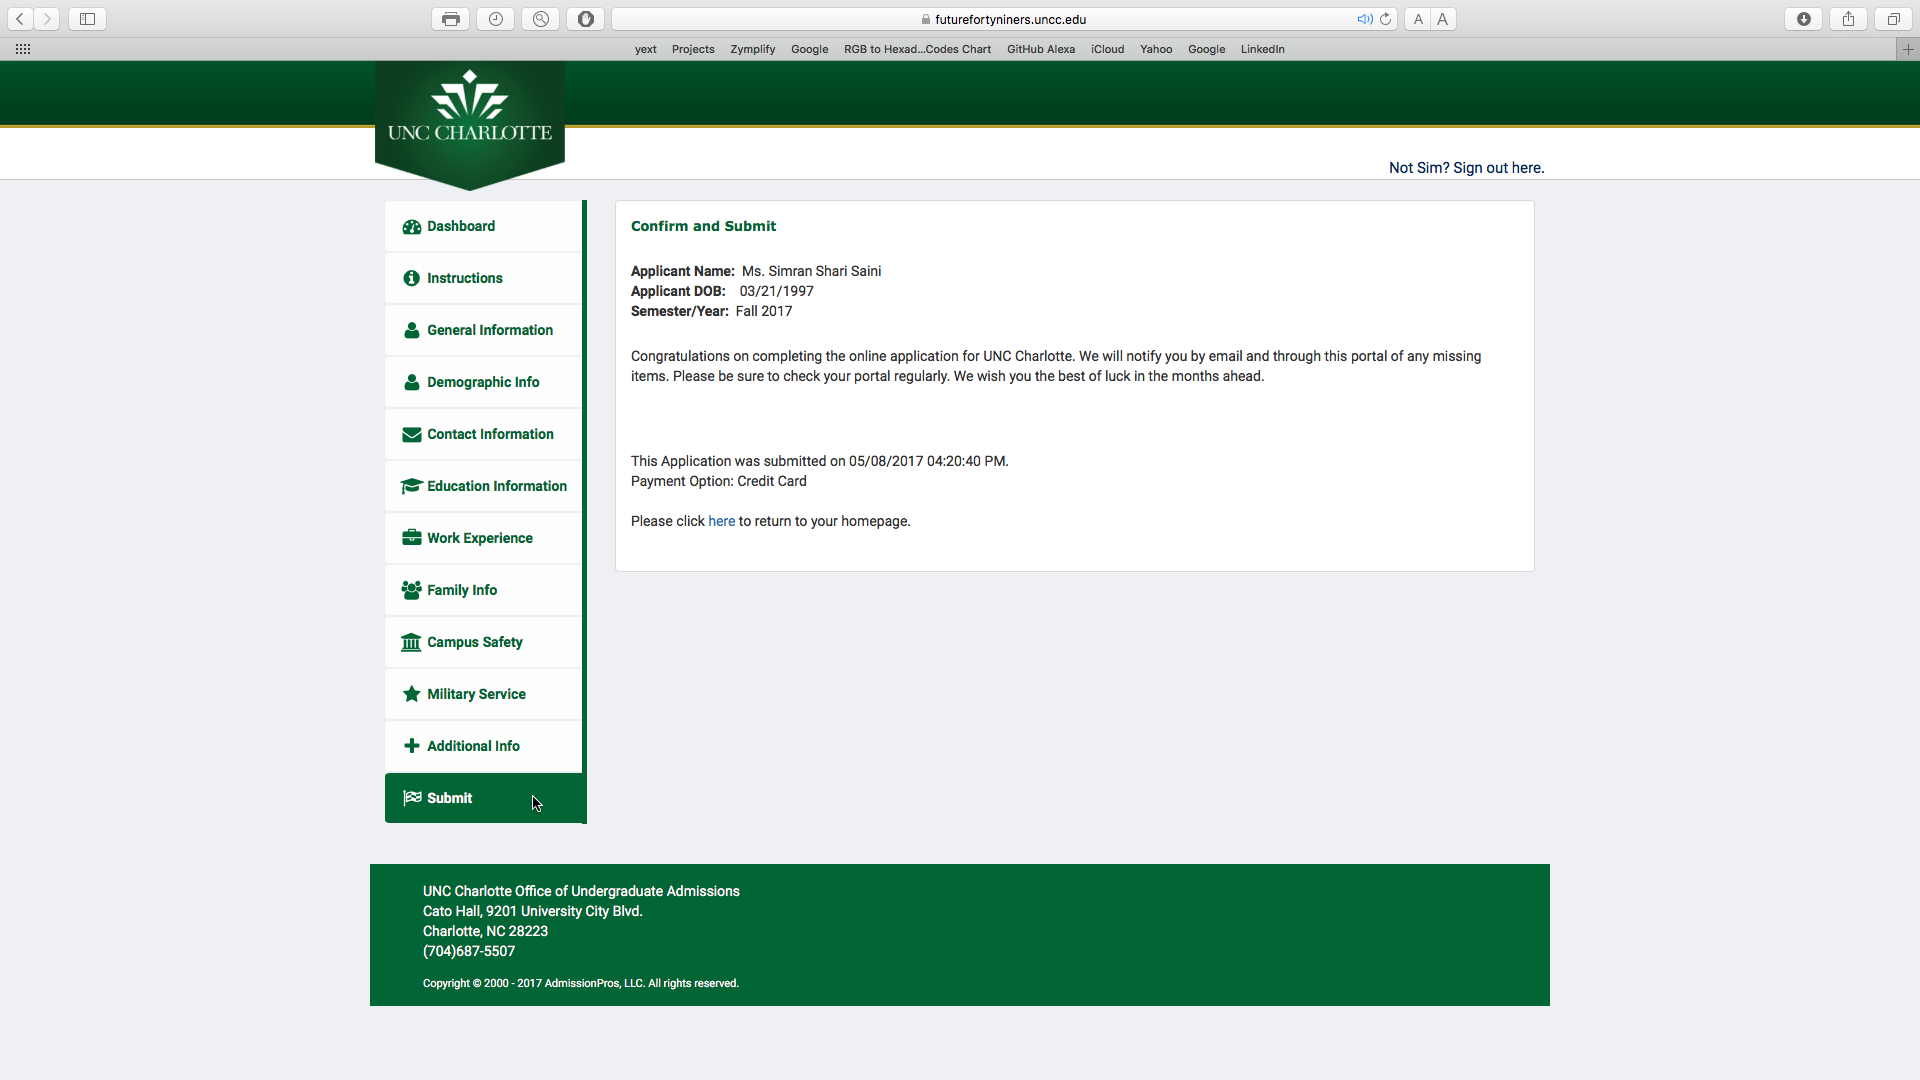 futurefortyniners.uncc.edu
A A
yext Projects Zymplify Google RGB to Hexad...Codes Chart GitHub Alexa iCloud Yahoo Google LinkedIn
UNC CHARLOTTE
Not Sim? Sign out here.
Dashboard
Instructions
General Information
Demographic Info
Contact Information
Education Information
Work Experience
Family Info
Campus Safety
Military Service
Additional Info
Submit
Confirm and Submit
Applicant Name: Ms. Simran Shari Saini
Applicant DOB: 03/21/1997
Semester/Year: Fall 2017
Congratulations on completing the online application for UNC Charlotte. We will notify you by email and through this portal of any missing
items. Please be sure to check your portal regularly. We wish you the best of luck in the months ahead.
This Application was submitted on 05/08/2017 04:20:40 PM.
Payment Option: Credit Card
Please click here to return to your homepage.
UNC Charlotte Office of Undergraduate Admissions
Cato Hall, 9201 University City Blvd.
Charlotte, NC 28223
(704)687-5507
Copyright © 2000 - 2017 AdmissionPros, LLC. All rights reserved.